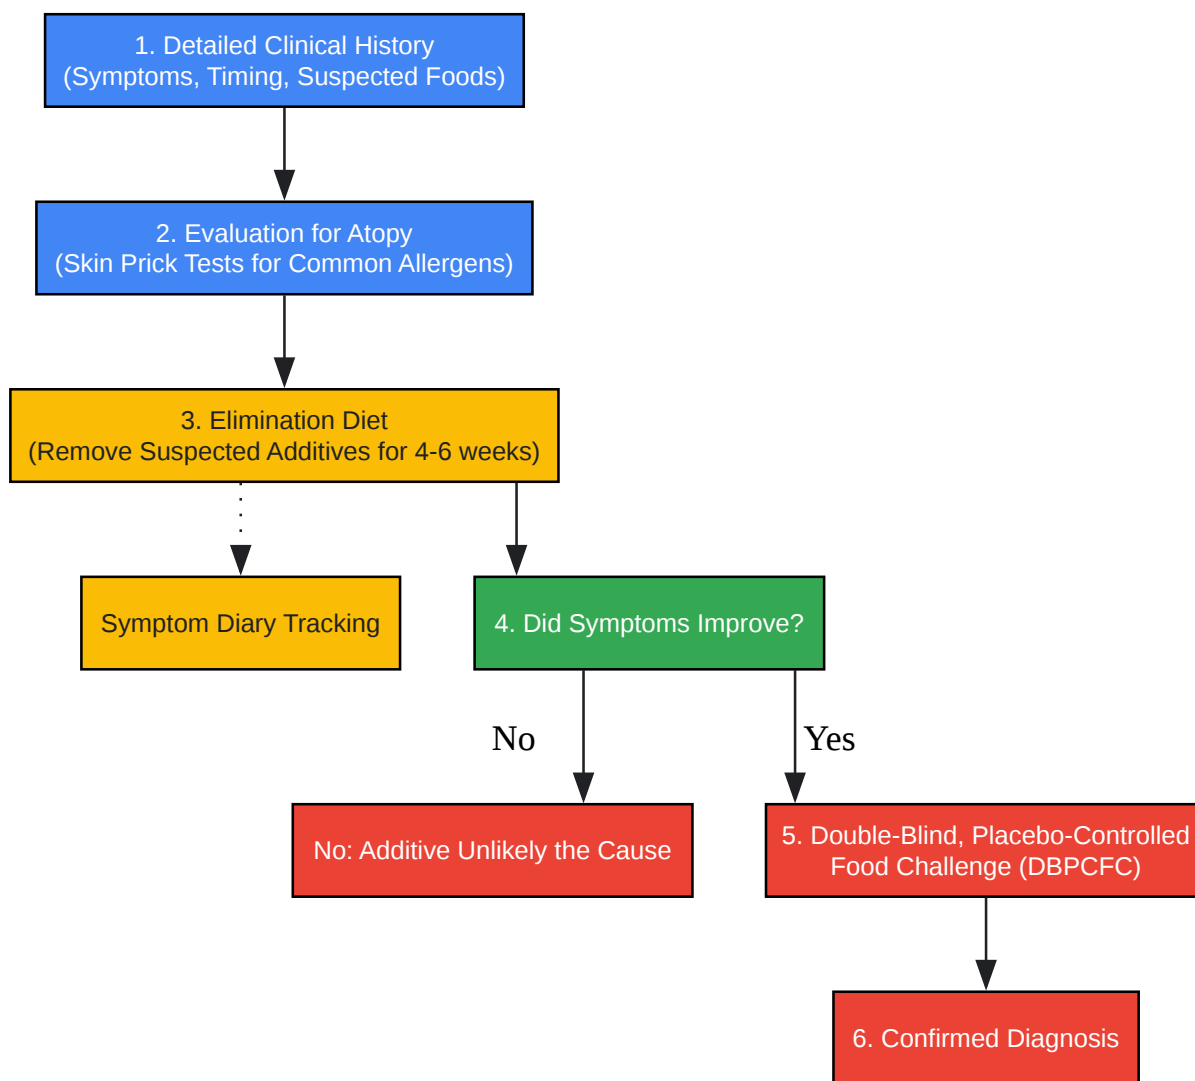 1. Detailed Clinical History
(Symptoms, Timing, Suspected Foods)
2. Evaluation for Atopy
(Skin Prick Tests for Common Allergens)
3. Elimination Diet
(Remove Suspected Additives for 4-6 weeks)
Symptom Diary Tracking
4. Did Symptoms Improve?
No
Yes
No: Additive Unlikely the Cause
5. Double-Blind, Placebo-Controlled
Food Challenge (DBPCFC)
6. Confirmed Diagnosis